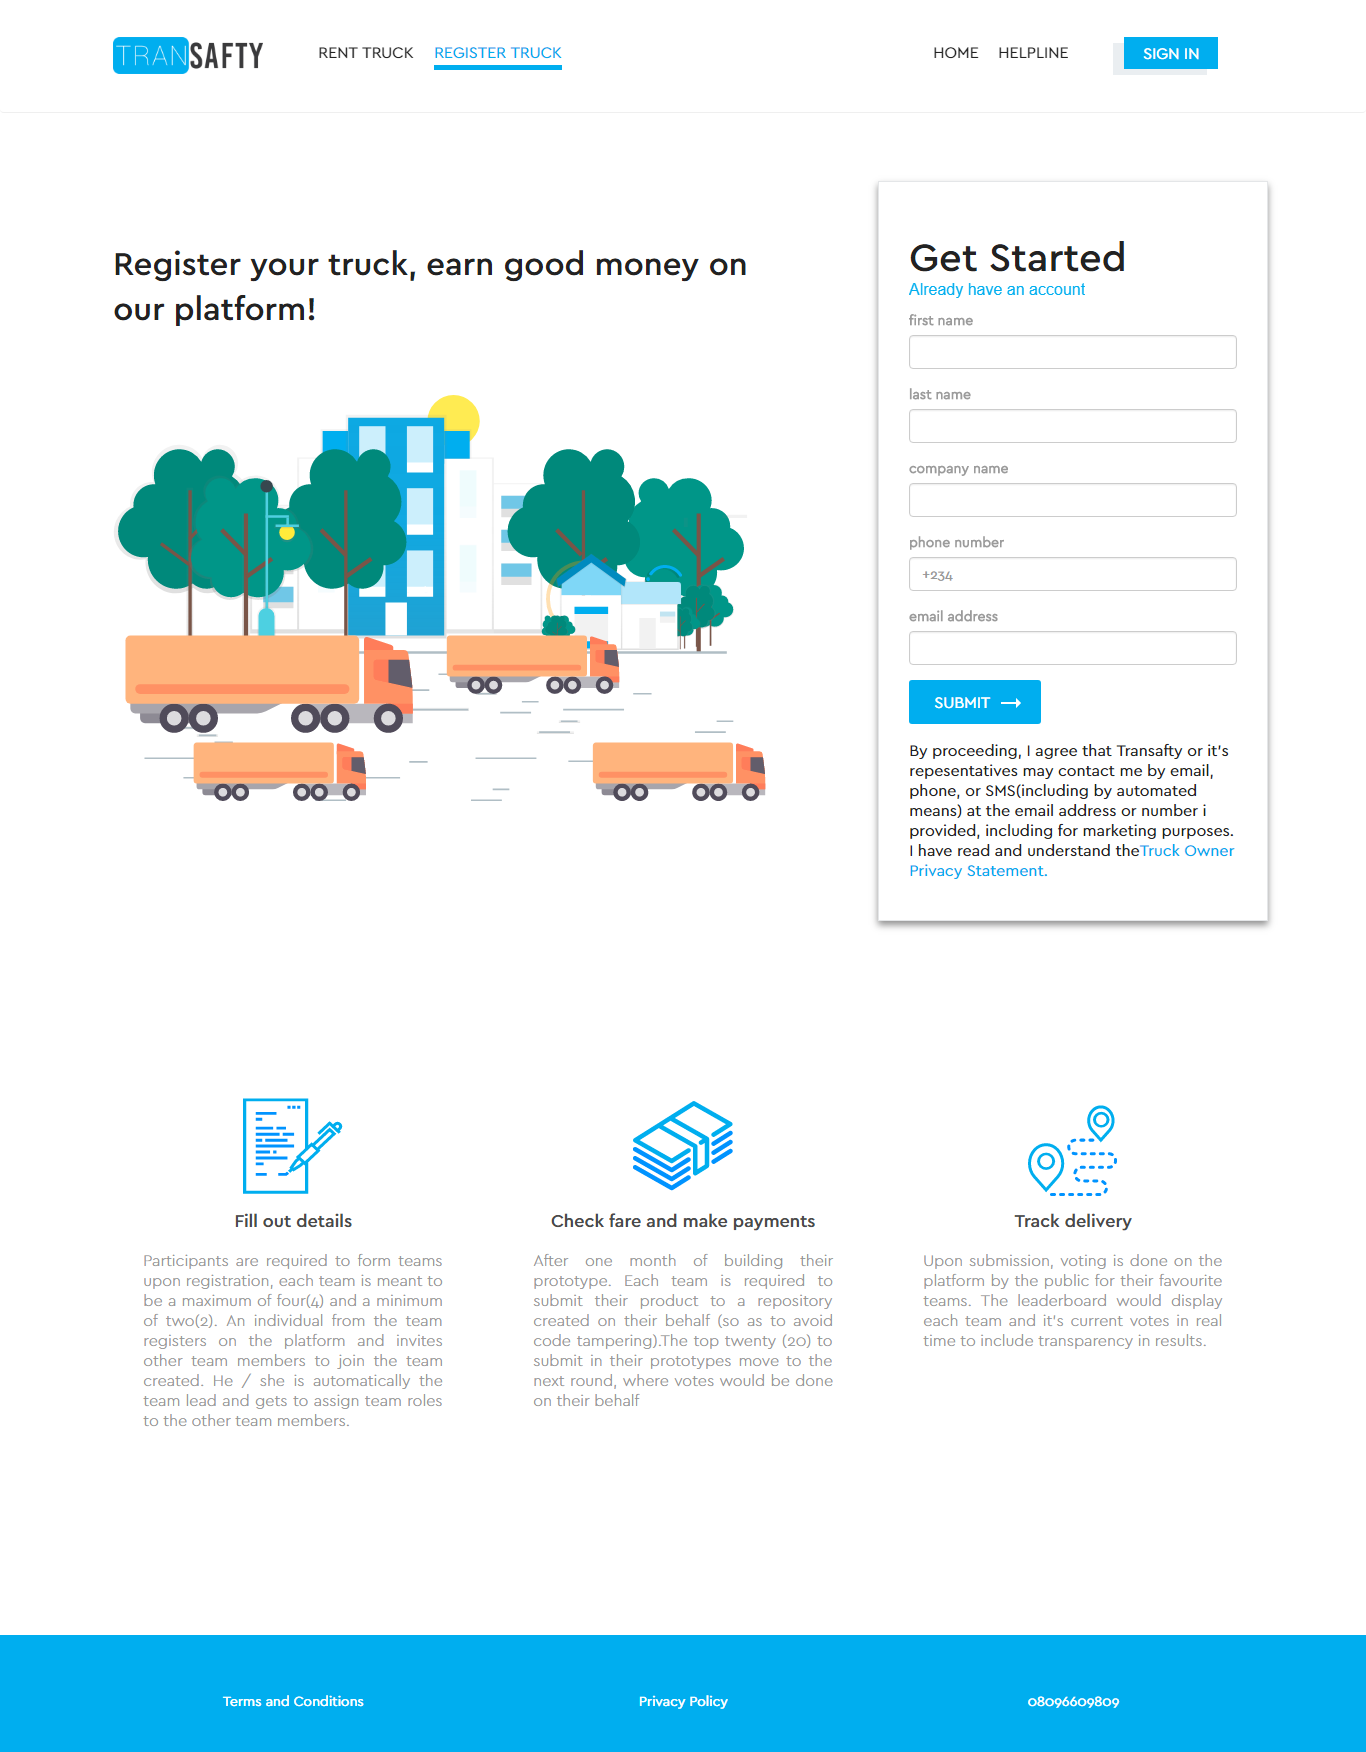 TRANSAFTY
RENT TRUCK
REGISTER TRUCK
HOME
HELPLINE
SIGN IN
Register your truck, earn good money on
our platform!
Get Started
Already have an account
first name
last name
company name
phone number
+234
email address
SUBMIT
By proceeding, I agree that Transafty or it's
repesentatives may contact me by email,
phone, or SMS(including by automated
means) at the email address or number i
provided, including for marketing purposes.
I have read and understand theTruck Owner
Privacy Statement.
Fill out details
Participants are required to form teams
upon registration, each team is meant to
be a maximum of four(4) and a minimum
of two(2). An individual from the team
registers on the platform and invites
other team members to join the team
created. He / she is automatically the
team lead and gets to assign team roles
to the other team members.
Check fare and make payments
After one month of building their
prototype. Each team is required to
submit their product to a repository
created on their behalf (so as to avoid
code tampering).The top twenty (20) to
submit in their prototypes move to the
next round, where votes would be done
on their behalf
Track delivery
Upon submission, voting is done on the
platform by the public for their favourite
teams. The leaderboard would display
each team and it's current votes in real
time to include transparency in results.
Terms and Conditions
Privacy Policy
08096609809